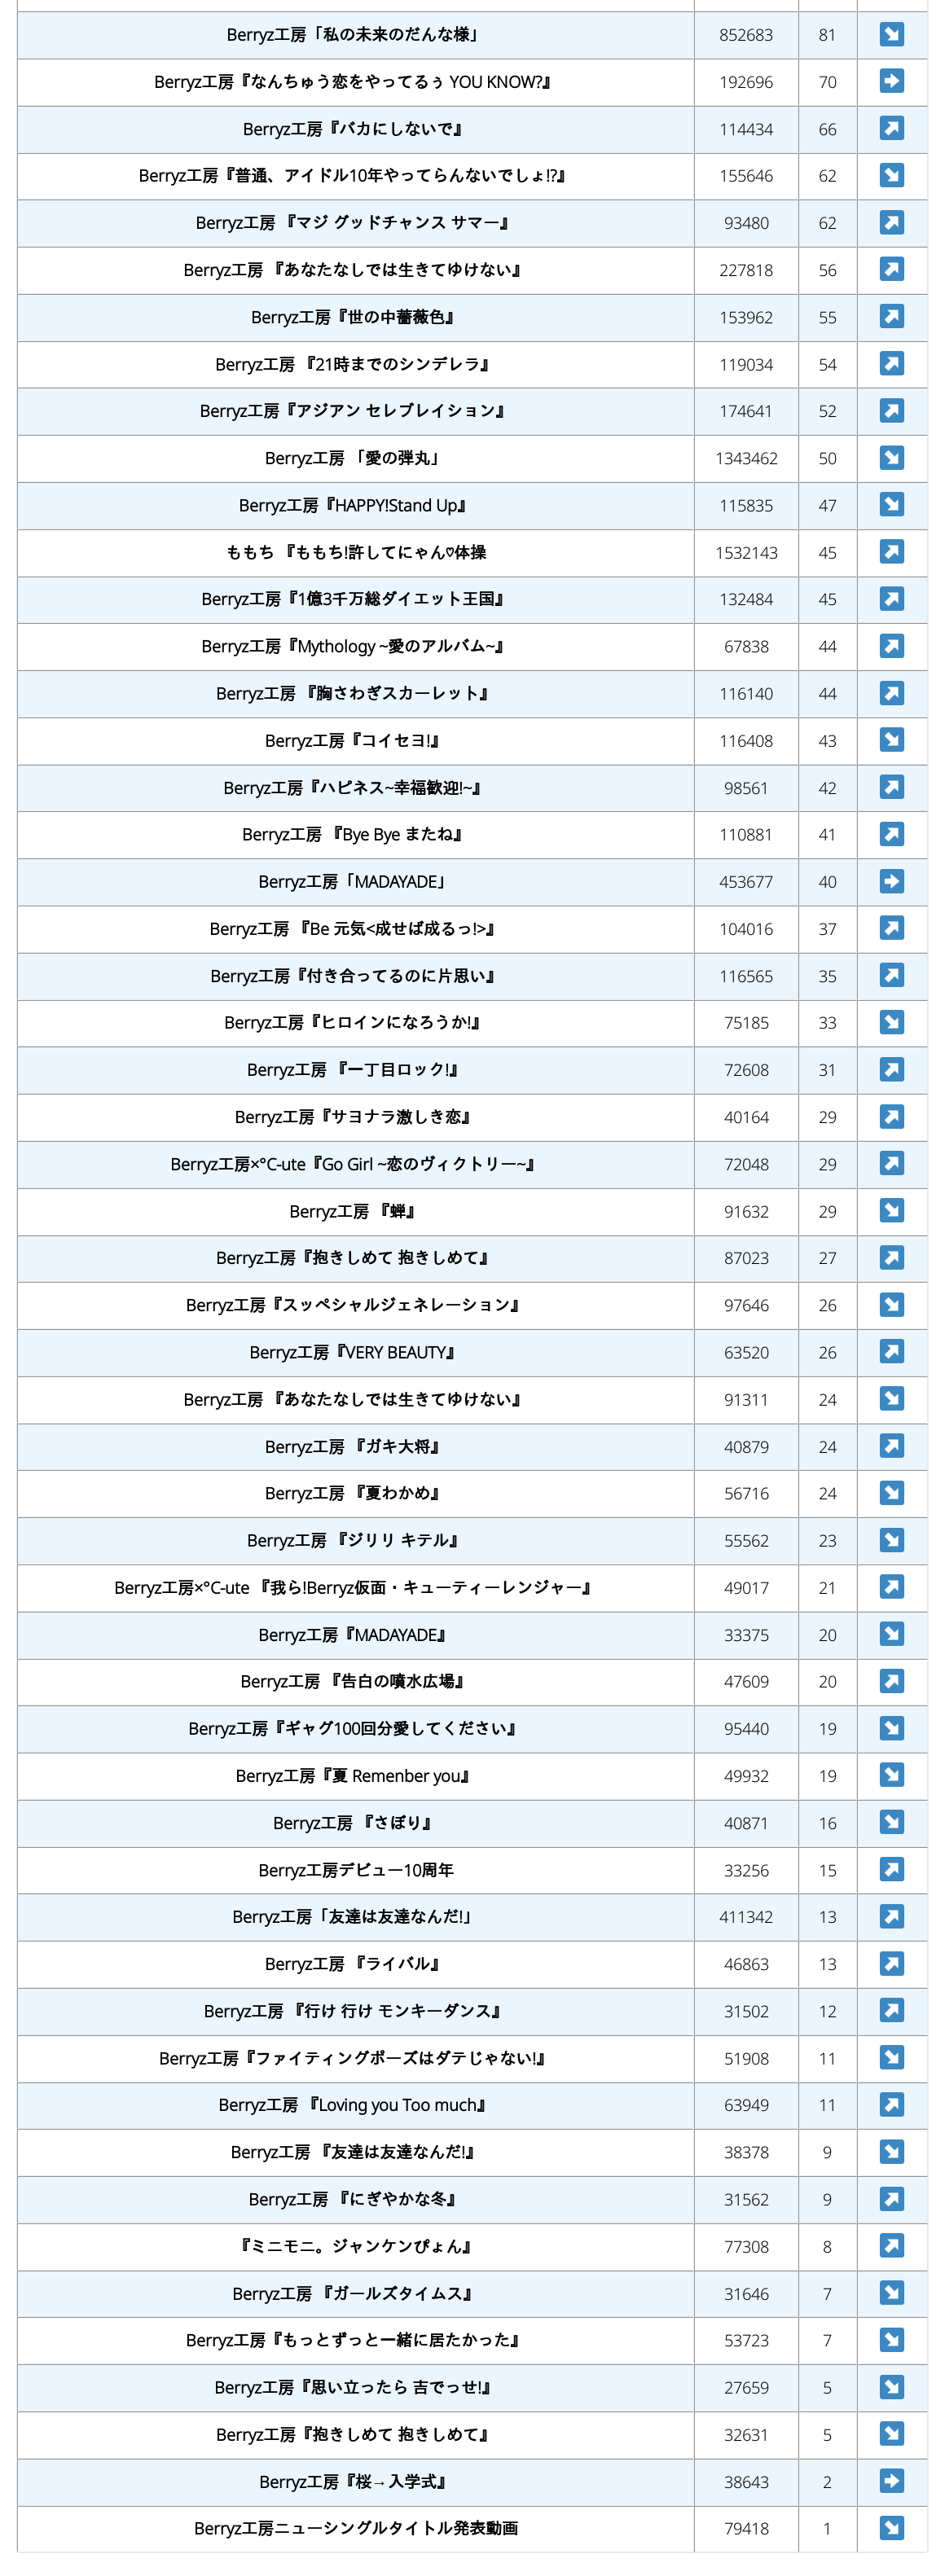 Berryz工房「私の未来のだんな様」 852683 81 ↘
Berryz工房『なんちゅう恋をやってるぅ YOU KNOW?』 192696 70 ➡
Berryz工房『バカにしないで』 114434 66 ↗
Berryz工房『普通、アイドル10年やってらんないでしょ!?』 155646 62 ↘
Berryz工房 『マジ グッドチャンス サマー』 93480 62 ↗
Berryz工房 『あなたなしでは生きてゆけない』 227818 56 ↗
Berryz工房『世の中薔薇色』 153962 55 ↗
Berryz工房 『21時までのシンデレラ』 119034 54 ↗
Berryz工房『アジアン セレブレイション』 174641 52 ↗
Berryz工房 「愛の弾丸」 1343462 50 ↘
Berryz工房『HAPPY!Stand Up』 115835 47 ↘
ももち 『ももち!許してにゃん♡体操 1532143 45 ↗
Berryz工房『1億3千万総ダイエット王国』 132484 45 ↗
Berryz工房『Mythology ~愛のアルバム~』 67838 44 ↗
Berryz工房 『胸さわぎスカーレット』 116140 44 ↗
Berryz工房『コイセヨ!』 116408 43 ↘
Berryz工房『ハピネス~幸福歓迎!~』 98561 42 ↗
Berryz工房 『Bye Bye またね』 110881 41 ↗
Berryz工房「MADAYADE」 453677 40 ➡
Berryz工房 『Be 元気<成せば成るっ!>』 104016 37 ↗
Berryz工房『付き合ってるのに片思い』 116565 35 ↗
Berryz工房『ヒロインになろうか!』 75185 33 ↘
Berryz工房 『一丁目ロック!』 72608 31 ↗
Berryz工房『サヨナラ激しき恋』 40164 29 ↗
Berryz工房×°C-ute『Go Girl ~恋のヴィクトリー~』 72048 29 ↗
Berryz工房 『蝉』 91632 29 ↘
Berryz工房『抱きしめて 抱きしめて』 87023 27 ↗
Berryz工房『スッペシャルジェネレ〜ション』 97646 26 ↘
Berryz工房『VERY BEAUTY』 63520 26 ↗
Berryz工房 『あなたなしでは生きてゆけない』 91311 24 ↘
Berryz工房 『ガキ大将』 40879 24 ↗
Berryz工房 『夏わかめ』 56716 24 ↘
Berryz工房 『ジリリ キテル』 55562 23 ↘
Berryz工房×°C-ute 『我ら!Berryz仮面・キューティーレンジャー』 49017 21 ↗
Berryz工房『MADAYADE』 33375 20 ↘
Berryz工房 『告白の噴水広場』 47609 20 ↗
Berryz工房『ギャグ100回分愛してください』 95440 19 ↘
Berryz工房『夏 Remenber you』 49932 19 ↘
Berryz工房 『さぼり』 40871 16 ↘
Berryz工房デビュー10周年 33256 15 ↗
Berryz工房「友達は友達なんだ!」 411342 13 ↗
Berryz工房 『ライバル』 46863 13 ↗
Berryz工房 『行け 行け モンキーダンス』 31502 12 ↗
Berryz工房『ファイティングポーズはダテじゃない!』 51908 11 ↘
Berryz工房 『Loving you Too much』 63949 11 ↗
Berryz工房 『友達は友達なんだ!』 38378 9 ↘
Berryz工房 『にぎやかな冬』 31562 9 ↗
『ミニモニ。ジャンケンぴょん』 77308 8 ↗
Berryz工房 『ガールズタイムス』 31646 7 ↘
Berryz工房『もっとずっと一緒に居たかった』 53723 7 ↘
Berryz工房『思い立ったら 吉でっせ!』 27659 5 ↘
Berryz工房『抱きしめて 抱きしめて』 32631 5 ↘
Berryz工房『桜→入学式』 38643 2 ➡
Berryz工房ニューシングルタイトル発表動画 79418 1 ↘